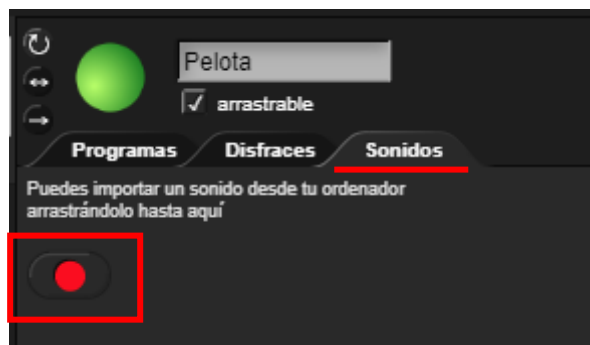 Pelota
arrastrable
Programas Disfraces Sonidos
Puedes importar un sonido desde tu ordenador
arrastrándolo hasta aquí